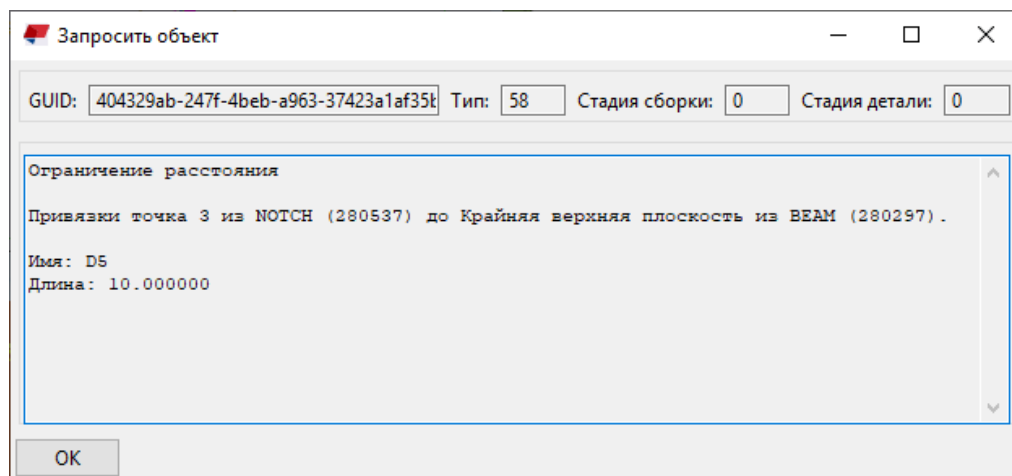 Запросить объект
GUID: 404329ab-247f-4beb-a963-37423a1af35b Тип: 58 Стадия сборки: 0 Стадия детали: 0
Ограничение расстояния
Привязки точка 3 из NOTCH (280537) до Крайняя верхняя плоскость из BEAM (280297).
Имя: D5
Длина: 10.000000
OK